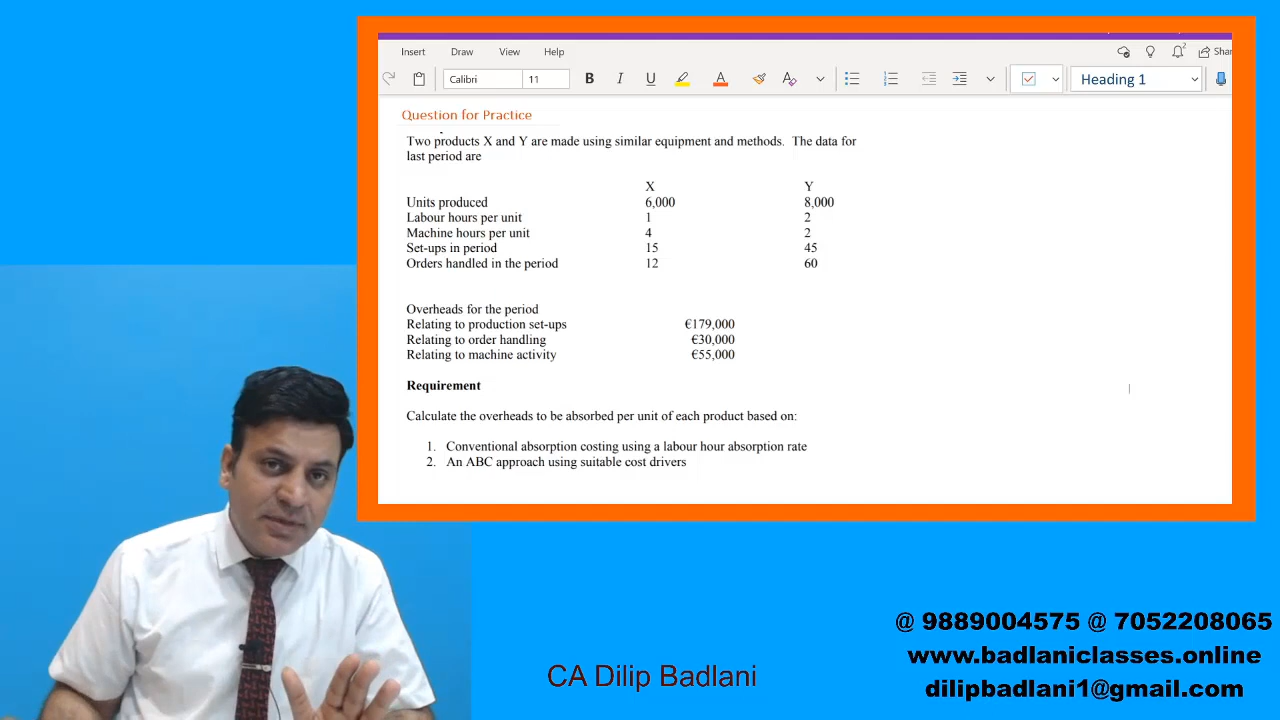 Insert Draw View Help
Shar
Calibri 11 B I U A A Heading 1
Question for Practice
Two products X and Y are made using similar equipment and methods. The data for
last period are
X Y
Units produced 6,000 8,000
Labour hours per unit 1 2
Machine hours per unit 4 2
Set-ups in period 15 45
Orders handled in the period 12 60
Overheads for the period
Relating to production set-ups €179,000
Relating to order handling €30,000
Relating to machine activity €55,000
Requirement
Calculate the overheads to be absorbed per unit of each product based on:
1. Conventional absorption costing using a labour hour absorption rate
2. An ABC approach using suitable cost drivers
@ 9889004575 @ 7052208065
www.badlaniclasses.online
CA Dilip Badlani
dilipbadlani1@gmail.com